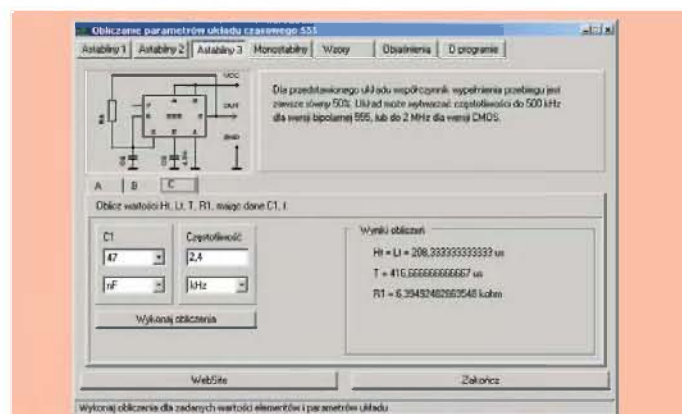 Obliczanie parametrów układu czasowego 555
Astabilny 1 Astabilny 2 Astabilny 3 Monostabilny Wzory Objaśnienia O programie
VCC
OUT
GND
Dla przedstawionego układu współczynnik wypełnienia przebiegu jest
zawsze równy 50%. Układ może wytwarzać częstotliwości do 500 kHz
dla wersji bipolarnej 555, lub do 2 MHz dla wersji CMOS.
A B C
Oblicz wartości Ht, Lt, T, R1, mając dane C1, f.
C1 Częstotliwość
47 2,4
nF kHz
Wykonaj obliczenia
Wyniki obliczeń
Ht = Lt = 208,333333333333 us
T = 416,666666666667 us
R1 = 6,39492482663548 kohm
WebSite Zakończ
Wykonaj obliczenia dla zadanych wartości elementów i parametrów układu